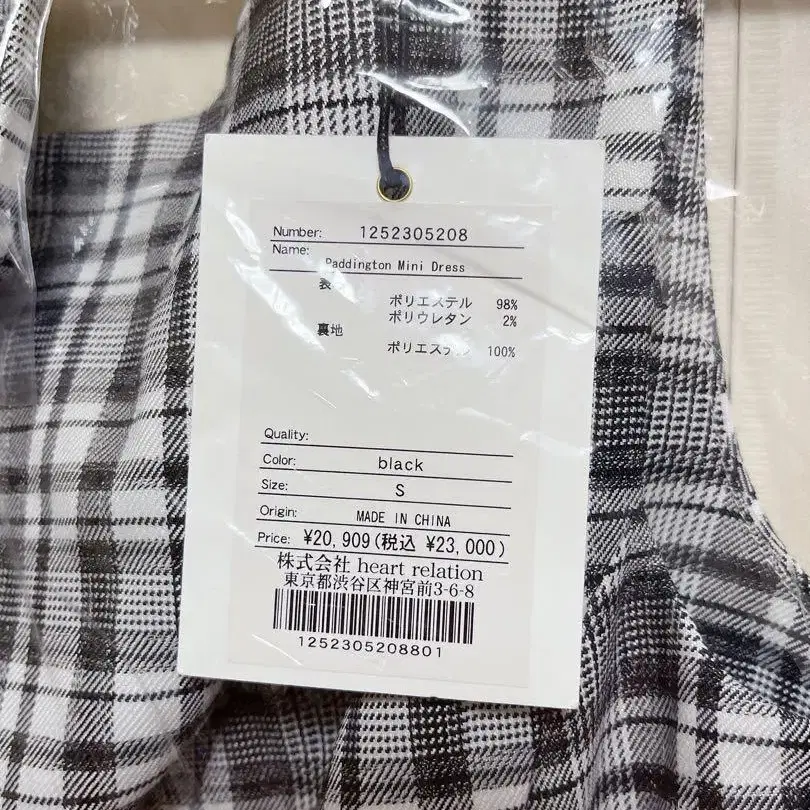 Number: 1252305208
Name: Paddington Mini Dress
表
ポリエステル 98%
ポリウレタン 2%
裏地
ポリエステル 100%
Quality:
Color: black
Size: S
Origin: MADE IN CHINA
Price: ¥20,909(税込 ¥23,000)
株式会社 heart relation
東京都渋谷区神宮前3-6-8
1252305208801